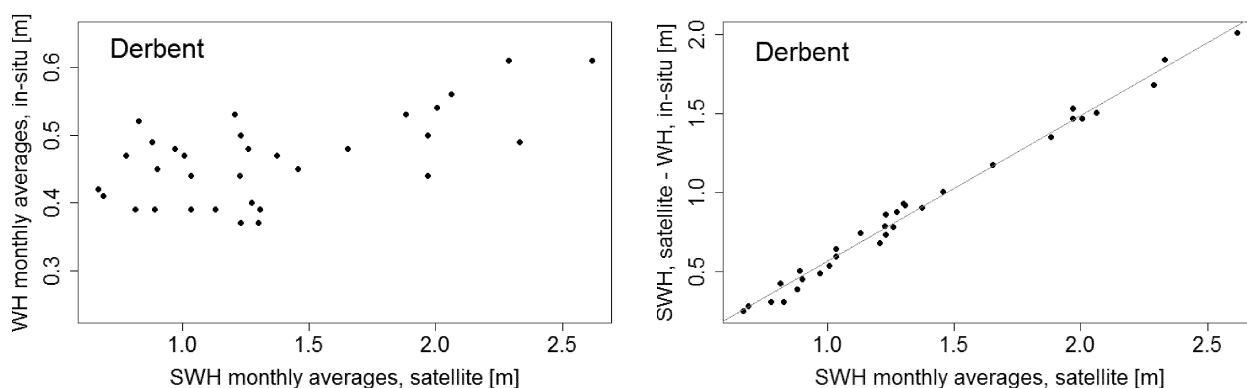 Derbent
WH monthly averages, in-situ [m]
0.6
0.5
0.4
0.3
1.0 1.5 2.0 2.5
SWH monthly averages, satellite [m]
Derbent
SWH, satellite - WH, in-situ [m]
2.0
1.5
1.0
0.5
1.0 1.5 2.0 2.5
SWH monthly averages, satellite [m]